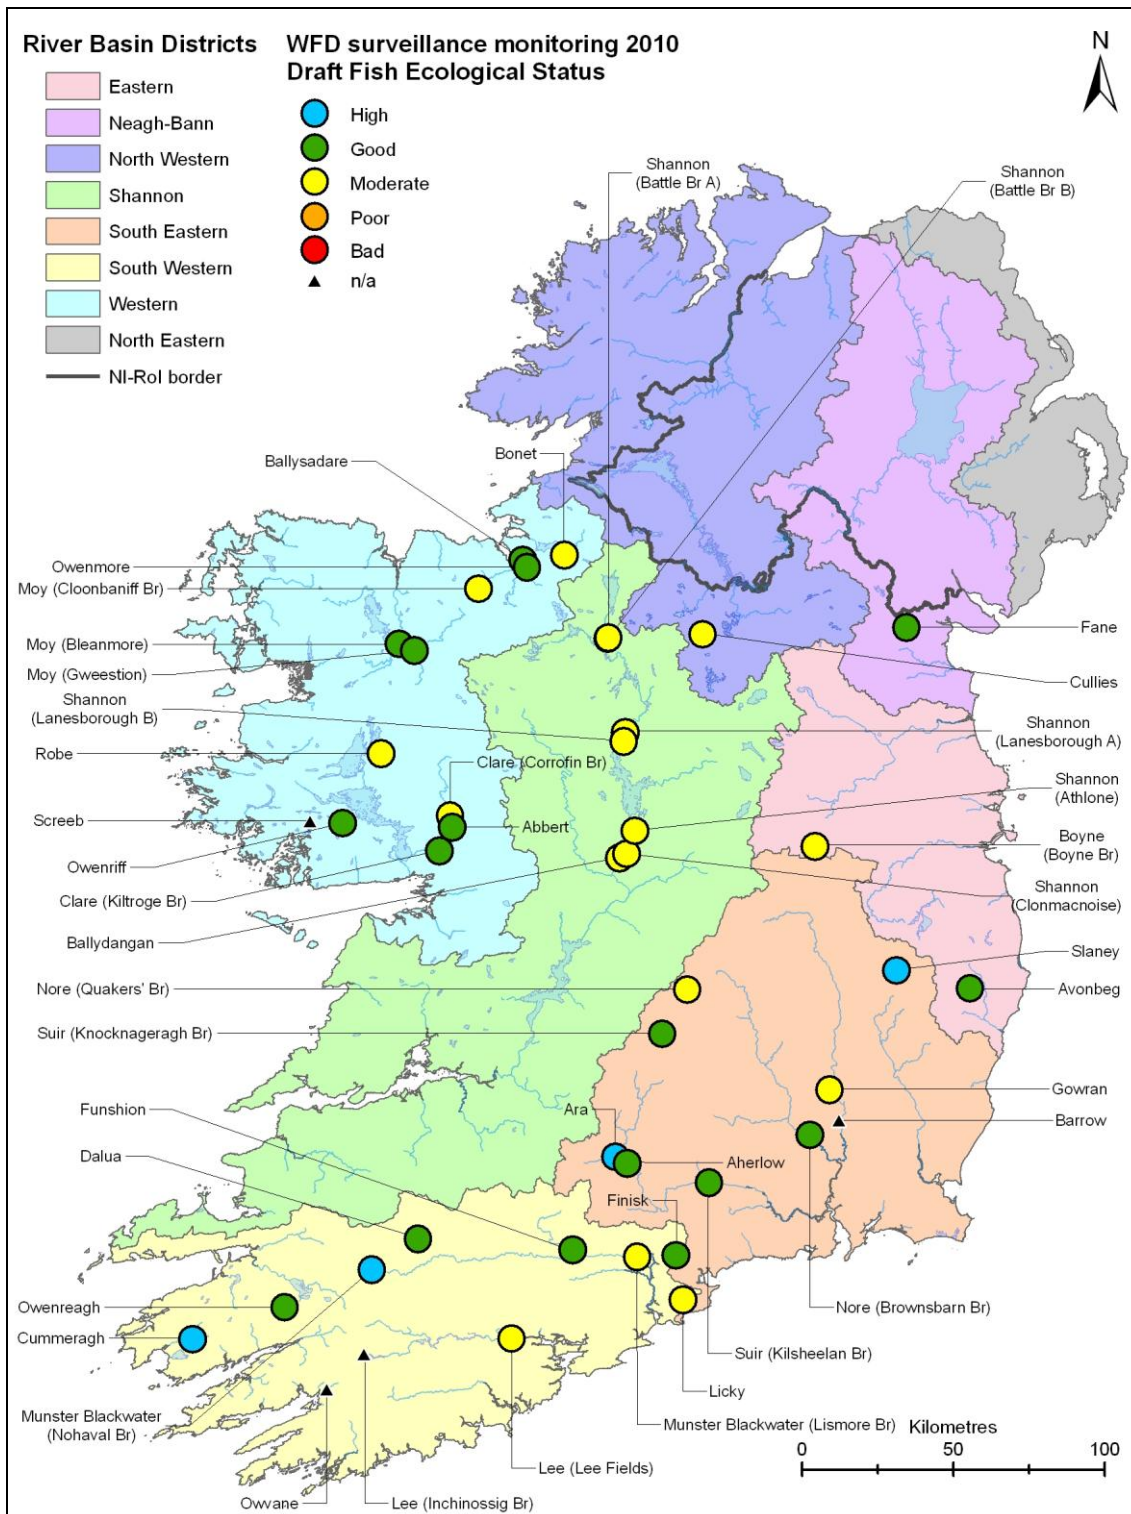 River Basin Districts
Eastern
Neagh-Bann
North Western
Shannon
South Eastern
South Western
Western
North Eastern
NI-RoI border
WFD surveillance monitoring 2010
Draft Fish Ecological Status
High
Good
Moderate
Poor
Bad
n/a
N
Shannon
(Battle Br A)
Shannon
(Battle Br B)
Bonet
Ballysadare
Owenmore
Moy (Cloonbaniff Br)
Moy (Bleanmore)
Moy (Gweestion)
Shannon
(Lanesborough B)
Robe
Clare (Corrofin Br)
Screeb
Abbert
Owenriff
Clare (Kiltroge Br)
Ballydangan
Nore (Quakers' Br)
Suir (Knocknageragh Br)
Funshion
Ara
Dalua
Aherlow
Finisk
Owenreagh
Cummeragh
Munster Blackwater
(Nohaval Br)
Ovvane
Lee (Inchinossig Br)
Lee (Lee Fields)
Fane
Cullies
Shannon
(Lanesborough A)
Shannon
(Athlone)
Boyne
(Boyne Br)
Shannon
(Clonmacnoise)
Slaney
Avonbeg
Gowran
Barrow
Nore (Brownsbarn Br)
Suir (Kilsheelan Br)
Licky
Munster Blackwater (Lismore Br)
Kilometres
0 50 100